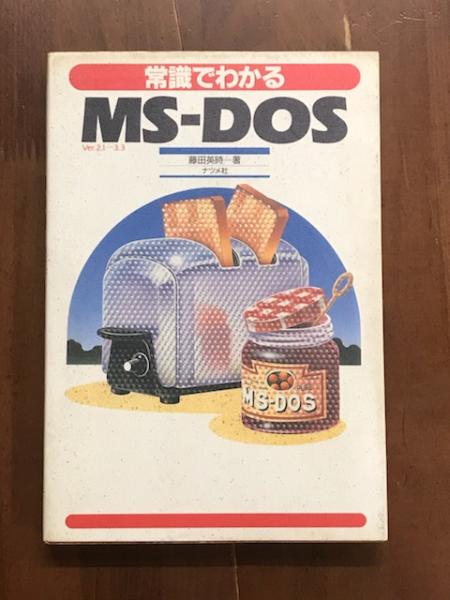 常識でわかる
MS-DOS
Ver. 2.1―3.3
藤田英時／著
ナツメ社
MS-DOS